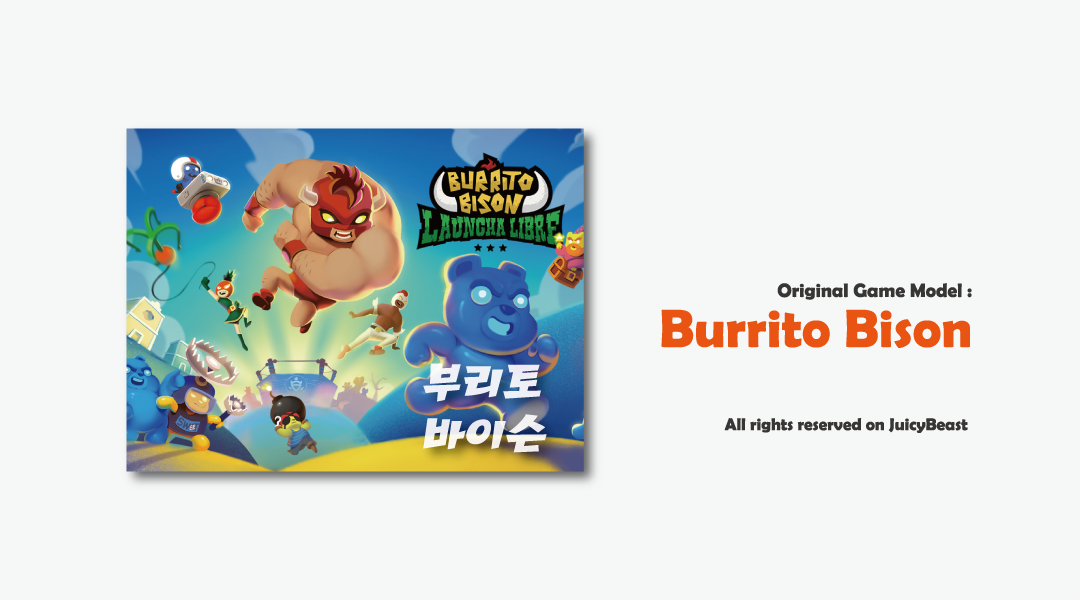 BURRITO
BISON
LAUNCHA LIBRE
부리토
바이슨
Original Game Model :
Burrito Bison
All rights reserved on JuicyBeast